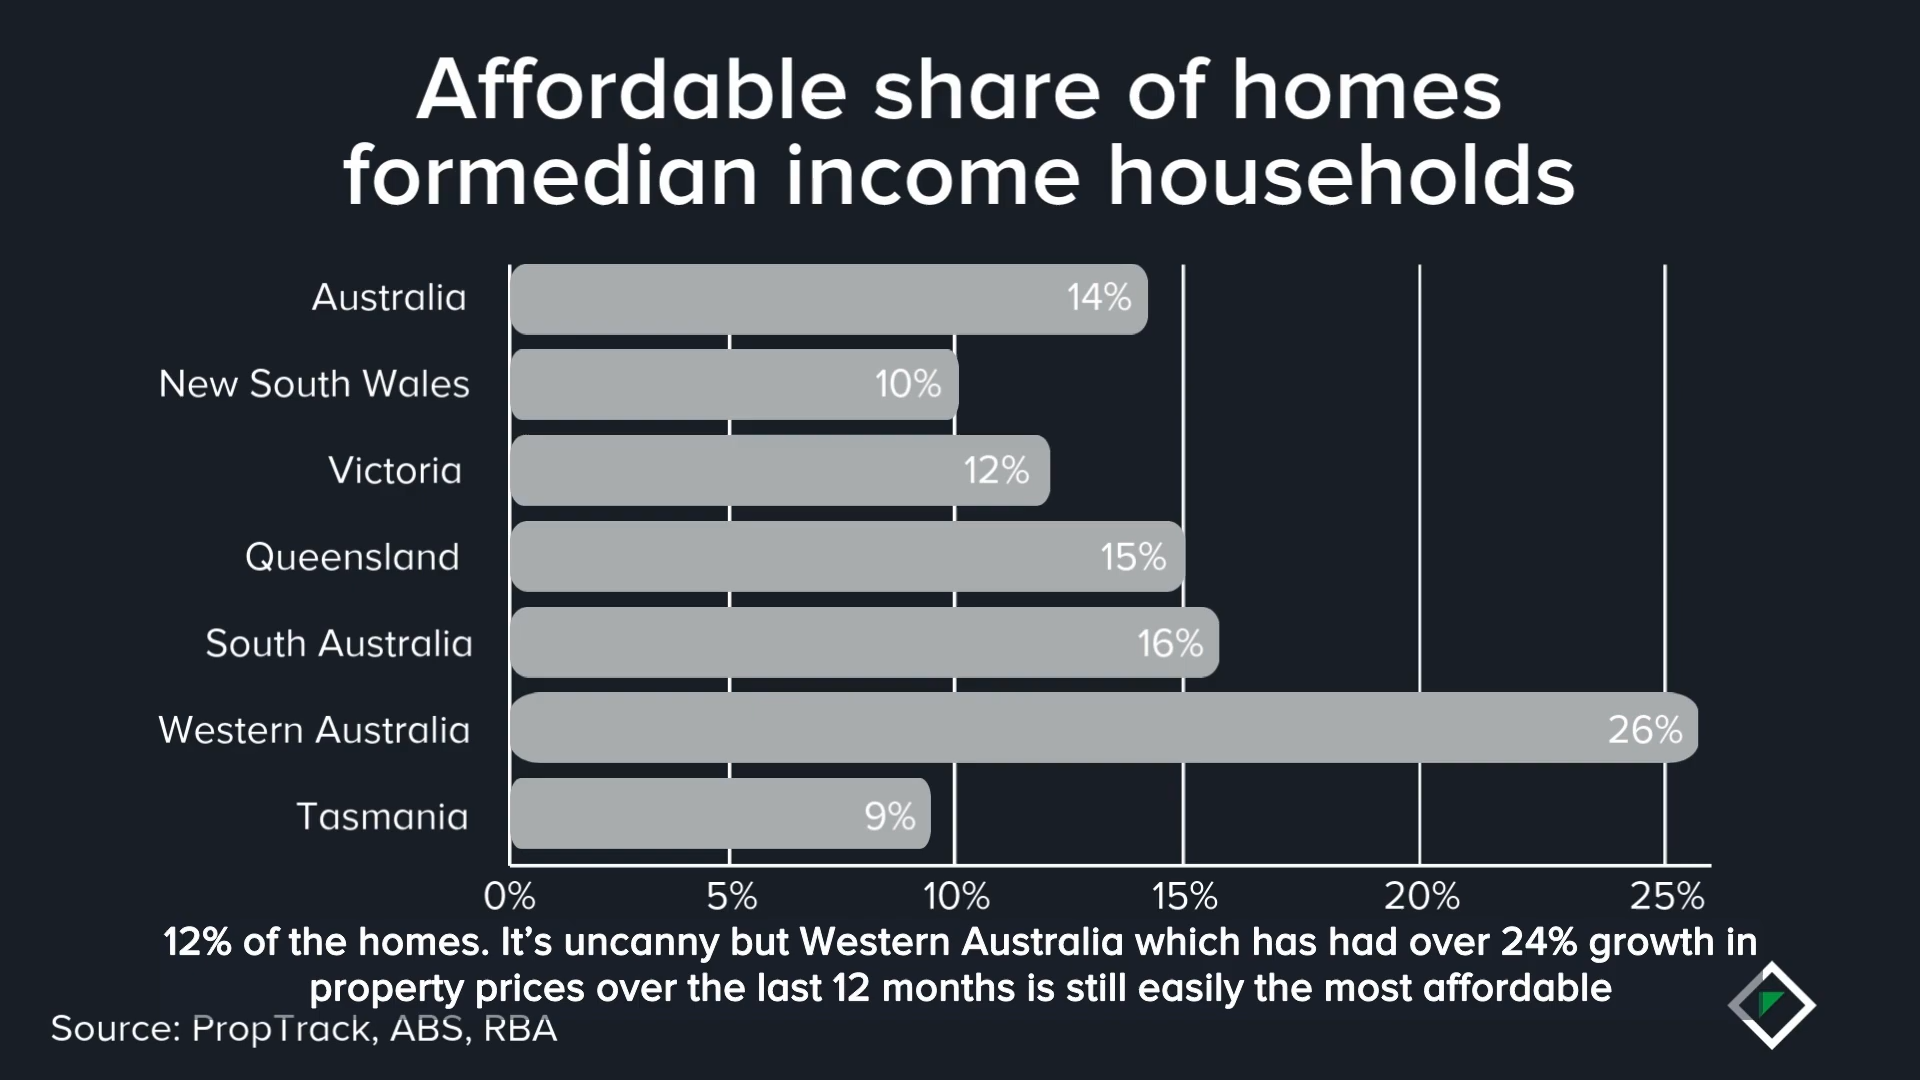 Affordable share of homes
formedian income households
Australia 14%
New South Wales 10%
Victoria 12%
Queensland 15%
South Australia 16%
Western Australia 26%
Tasmania 9%
0% 5% 10% 15% 20% 25%
12% of the homes. It's uncanny but Western Australia which has had over 24% growth in
property prices over the last 12 months is still easily the most affordable
Source: PropTrack, ABS, RBA